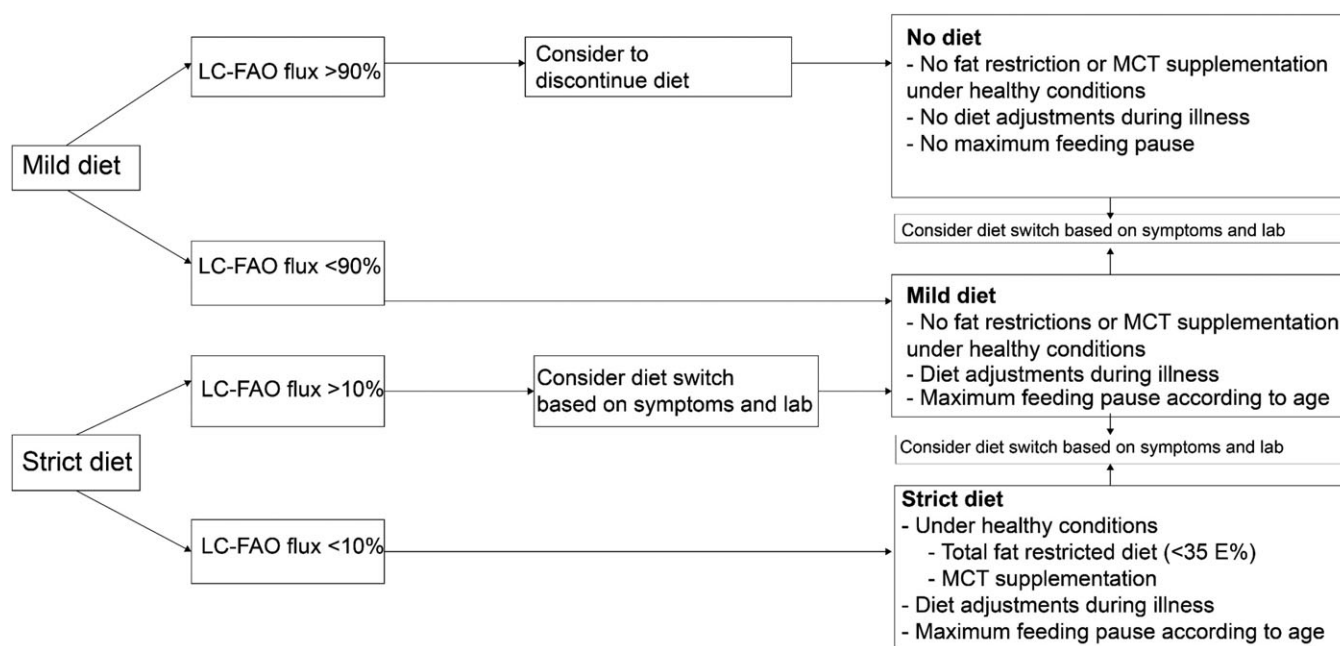 Mild diet
LC-FAO flux >90%
Consider to
discontinue diet
No diet
- No fat restriction or MCT supplementation
under healthy conditions
- No diet adjustments during illness
- No maximum feeding pause
Consider diet switch based on symptoms and lab
LC-FAO flux <90%
Mild diet
- No fat restrictions or MCT supplementation
under healthy conditions
- Diet adjustments during illness
- Maximum feeding pause according to age
Strict diet
LC-FAO flux >10%
Consider diet switch
based on symptoms and lab
Consider diet switch based on symptoms and lab
LC-FAO flux <10%
Strict diet
- Under healthy conditions
- Total fat restricted diet (<35 E%)
- MCT supplementation
- Diet adjustments during illness
- Maximum feeding pause according to age